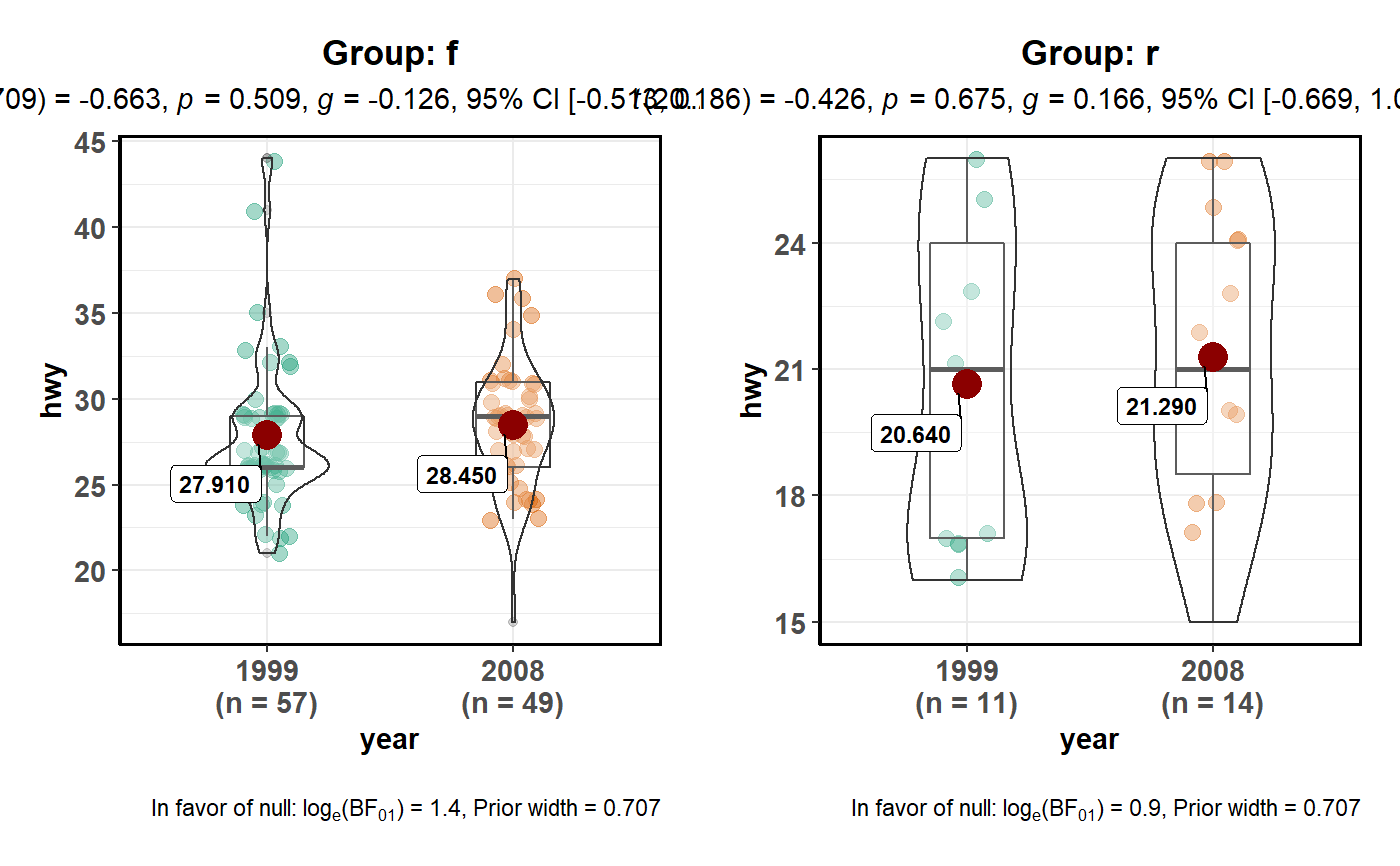 Group: f
709) = -0.663, p = 0.509, g = -0.126, 95% CI [-0.513, 0.
45
40
35
30
25
20
hwy
27.910
28.450
1999
(n = 57)
2008
(n = 49)
year
In favor of null: loge(BF01) = 1.4, Prior width = 0.707
Group: r
t(20.186) = -0.426, p = 0.675, g = 0.166, 95% CI [-0.669, 1.0
24
21
18
15
hwy
20.640
21.290
1999
(n = 11)
2008
(n = 14)
year
In favor of null: loge(BF01) = 0.9, Prior width = 0.707